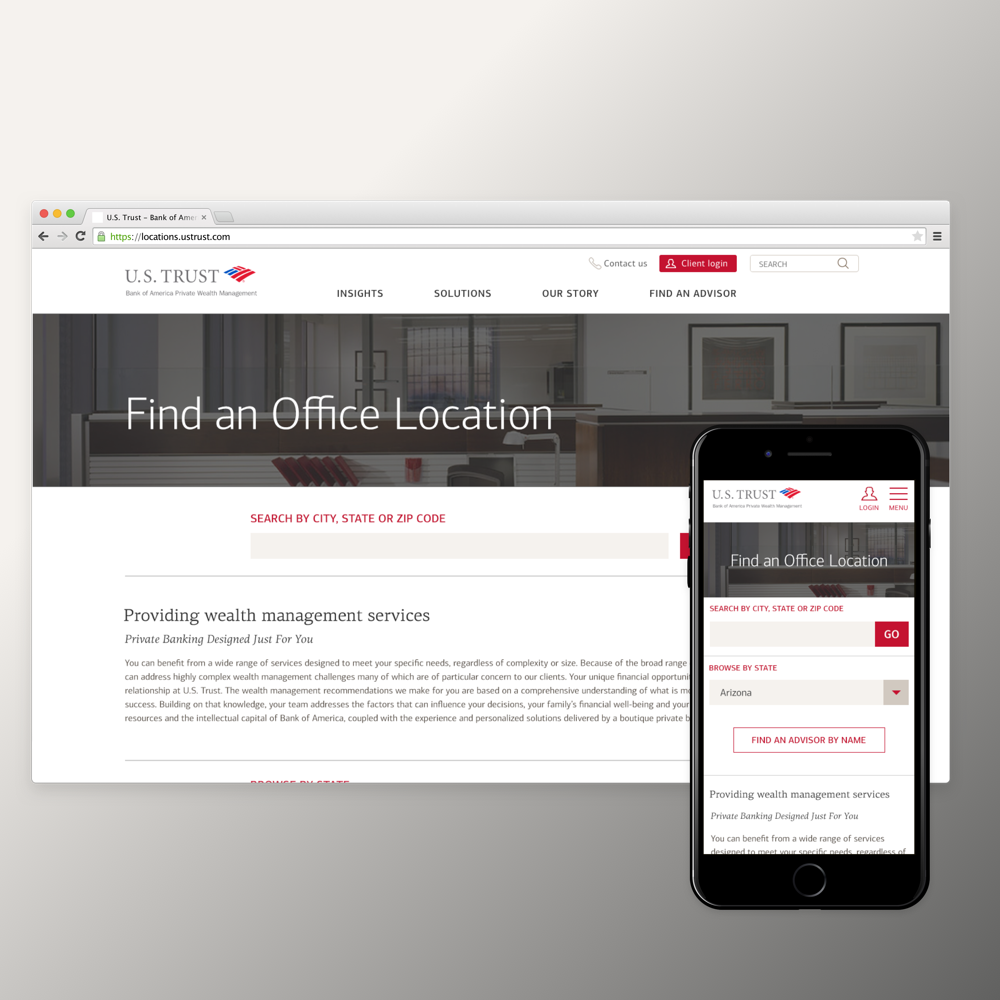 U.S. Trust – Bank of Ame
https://locations.ustrust.com
Contact us
Client login
SEARCH
U.S. TRUST
Bank of America Private Wealth Management
INSIGHTS
SOLUTIONS
OUR STORY
FIND AN ADVISOR
Find an Office Location
SEARCH BY CITY, STATE OR ZIP CODE
Providing wealth management services
Private Banking Designed Just For You
You can benefit from a wide range of services designed to meet your specific needs, regardless of complexity or size. Because of the broad range
can address highly complex wealth management challenges many of which are of particular concern to our clients. Your unique financial opportuni
relationship at U.S. Trust. The wealth management recommendations we make for you are based on a comprehensive understanding of what is mo
success. Building on that knowledge, your team addresses the factors that can influence your decisions, your family's financial well-being and your
resources and the intellectual capital of Bank of America, coupled with the experience and personalized solutions delivered by a boutique private b
BROWSE BY STATE
U.S. TRUST
Bank of America Private Wealth Management
LOGIN
MENU
Find an Office Location
SEARCH BY CITY, STATE OR ZIP CODE
GO
BROWSE BY STATE
Arizona
FIND AN ADVISOR BY NAME
Providing wealth management services
Private Banking Designed Just For You
You can benefit from a wide range of services
designed to meet your specific needs, regardless of